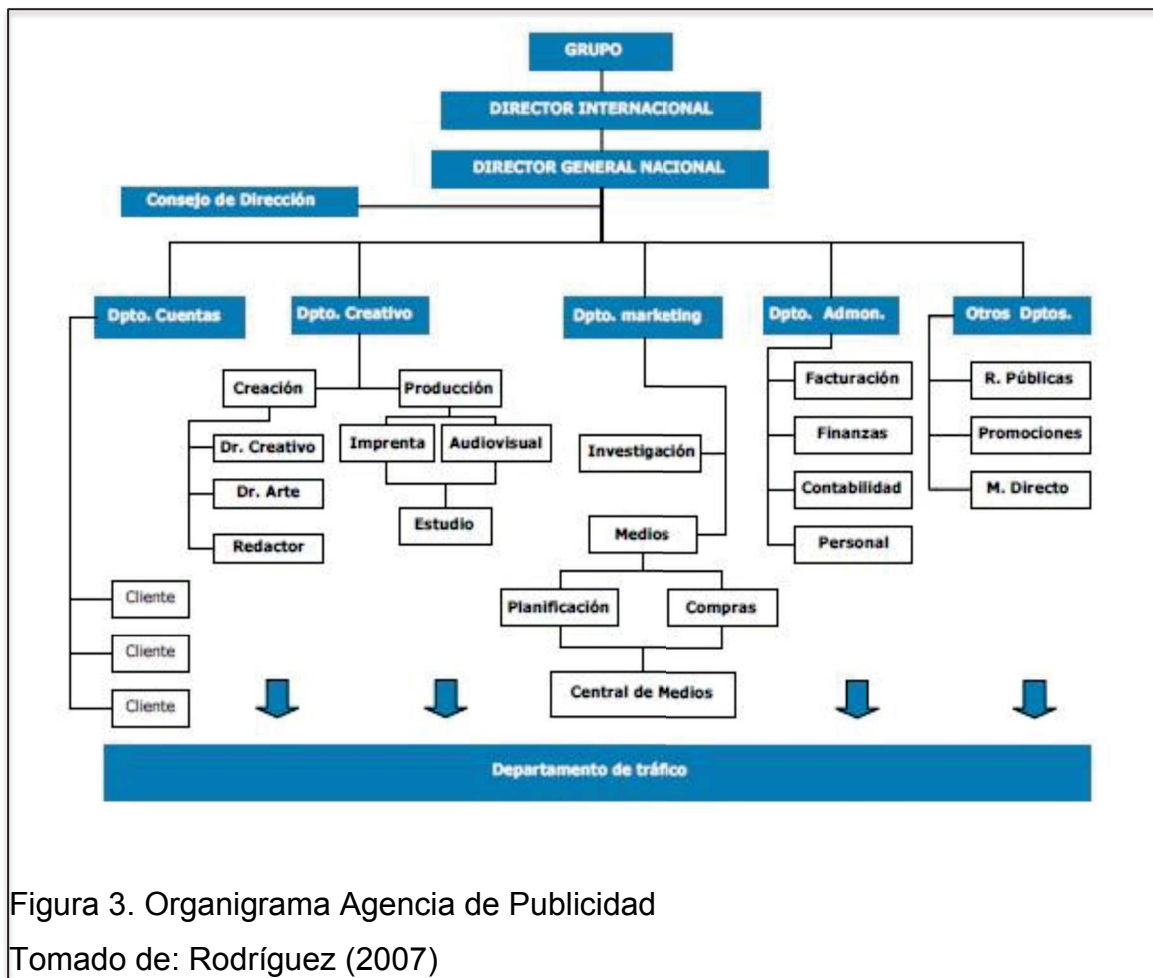 GRUPO
DIRECTOR INTERNACIONAL
DIRECTOR GENERAL NACIONAL
Consejo de Dirección
Dpto. Cuentas
Dpto. Creativo
Dpto. marketing
Dpto. Admon.
Otros Dptos.
Creación
Producción
Facturación
R. Públicas
Dr. Creativo
Imprenta
Audiovisual
Investigación
Finanzas
Promociones
Dr. Arte
Contabilidad
M. Directo
Estudio
Medios
Redactor
Personal
Cliente
Planificación
Compras
Cliente
Central de Medios
Cliente
Departamento de tráfico
Figura 3. Organigrama Agencia de Publicidad
Tomado de: Rodríguez (2007)